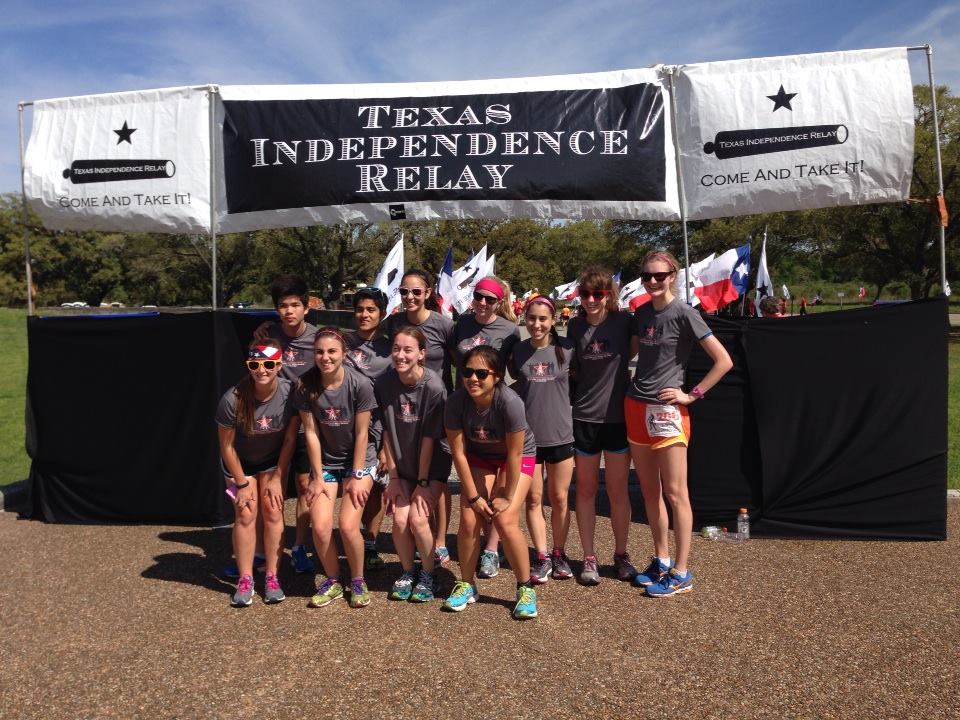 TEXAS INDEPENDENCE RELAY
COME AND TAKE IT!
TEXAS
INDEPENDENCE
RELAY
TEXAS INDEPENDENCE RELAY
COME AND TAKE IT!